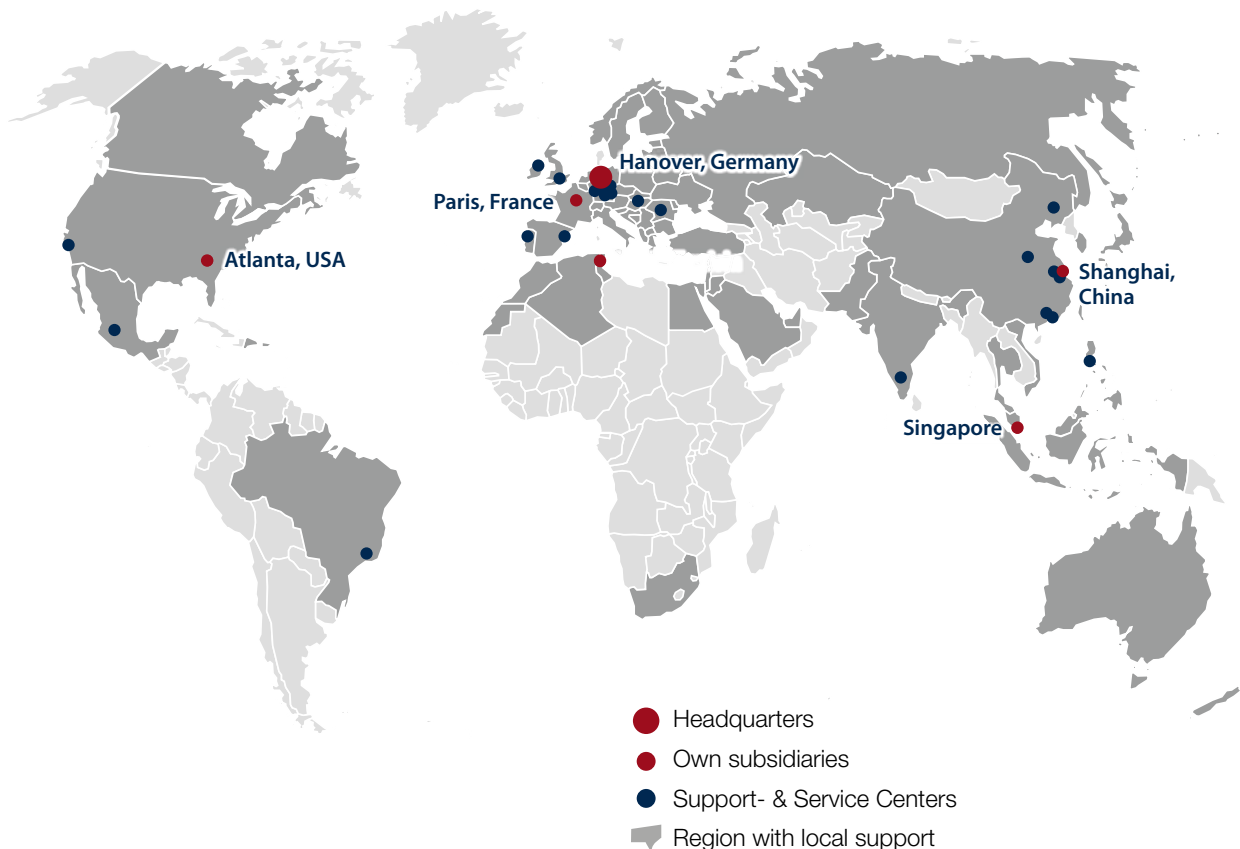 Hanover, Germany
Paris, France
Atlanta, USA
Shanghai,
China
Singapore
Headquarters
Own subsidiaries
Support- & Service Centers
Region with local support